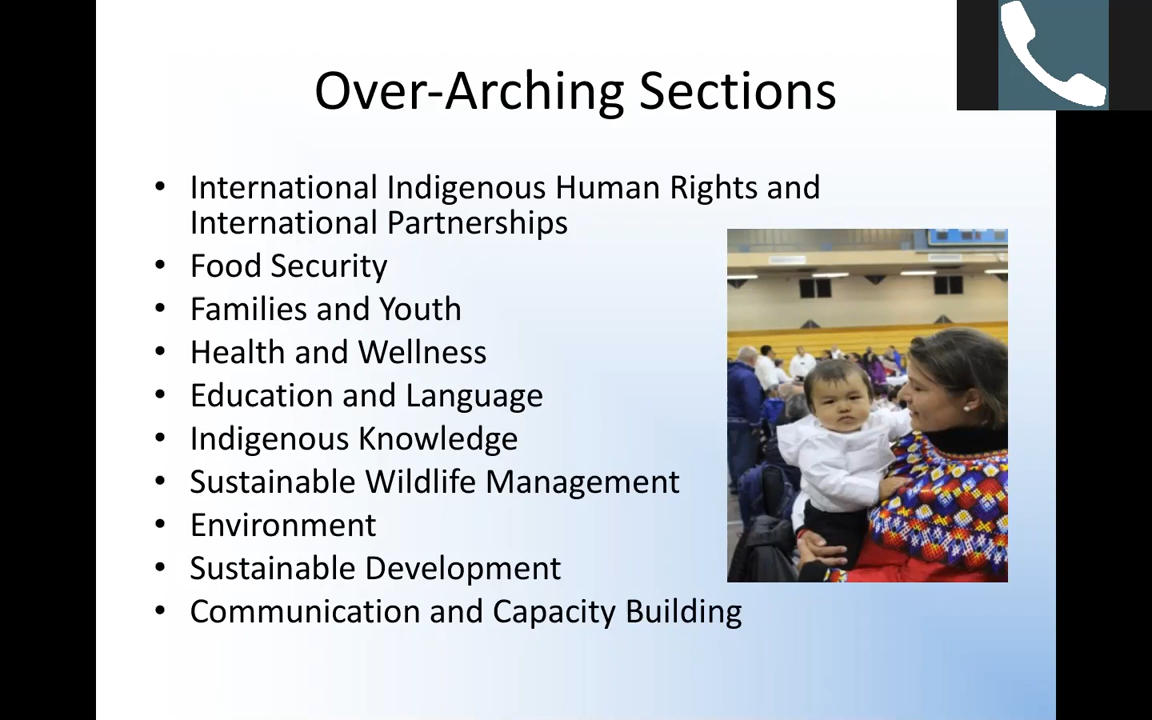 Over-Arching Sections
• International Indigenous Human Rights and
International Partnerships
• Food Security
• Families and Youth
• Health and Wellness
• Education and Language
• Indigenous Knowledge
• Sustainable Wildlife Management
• Environment
• Sustainable Development
• Communication and Capacity Building